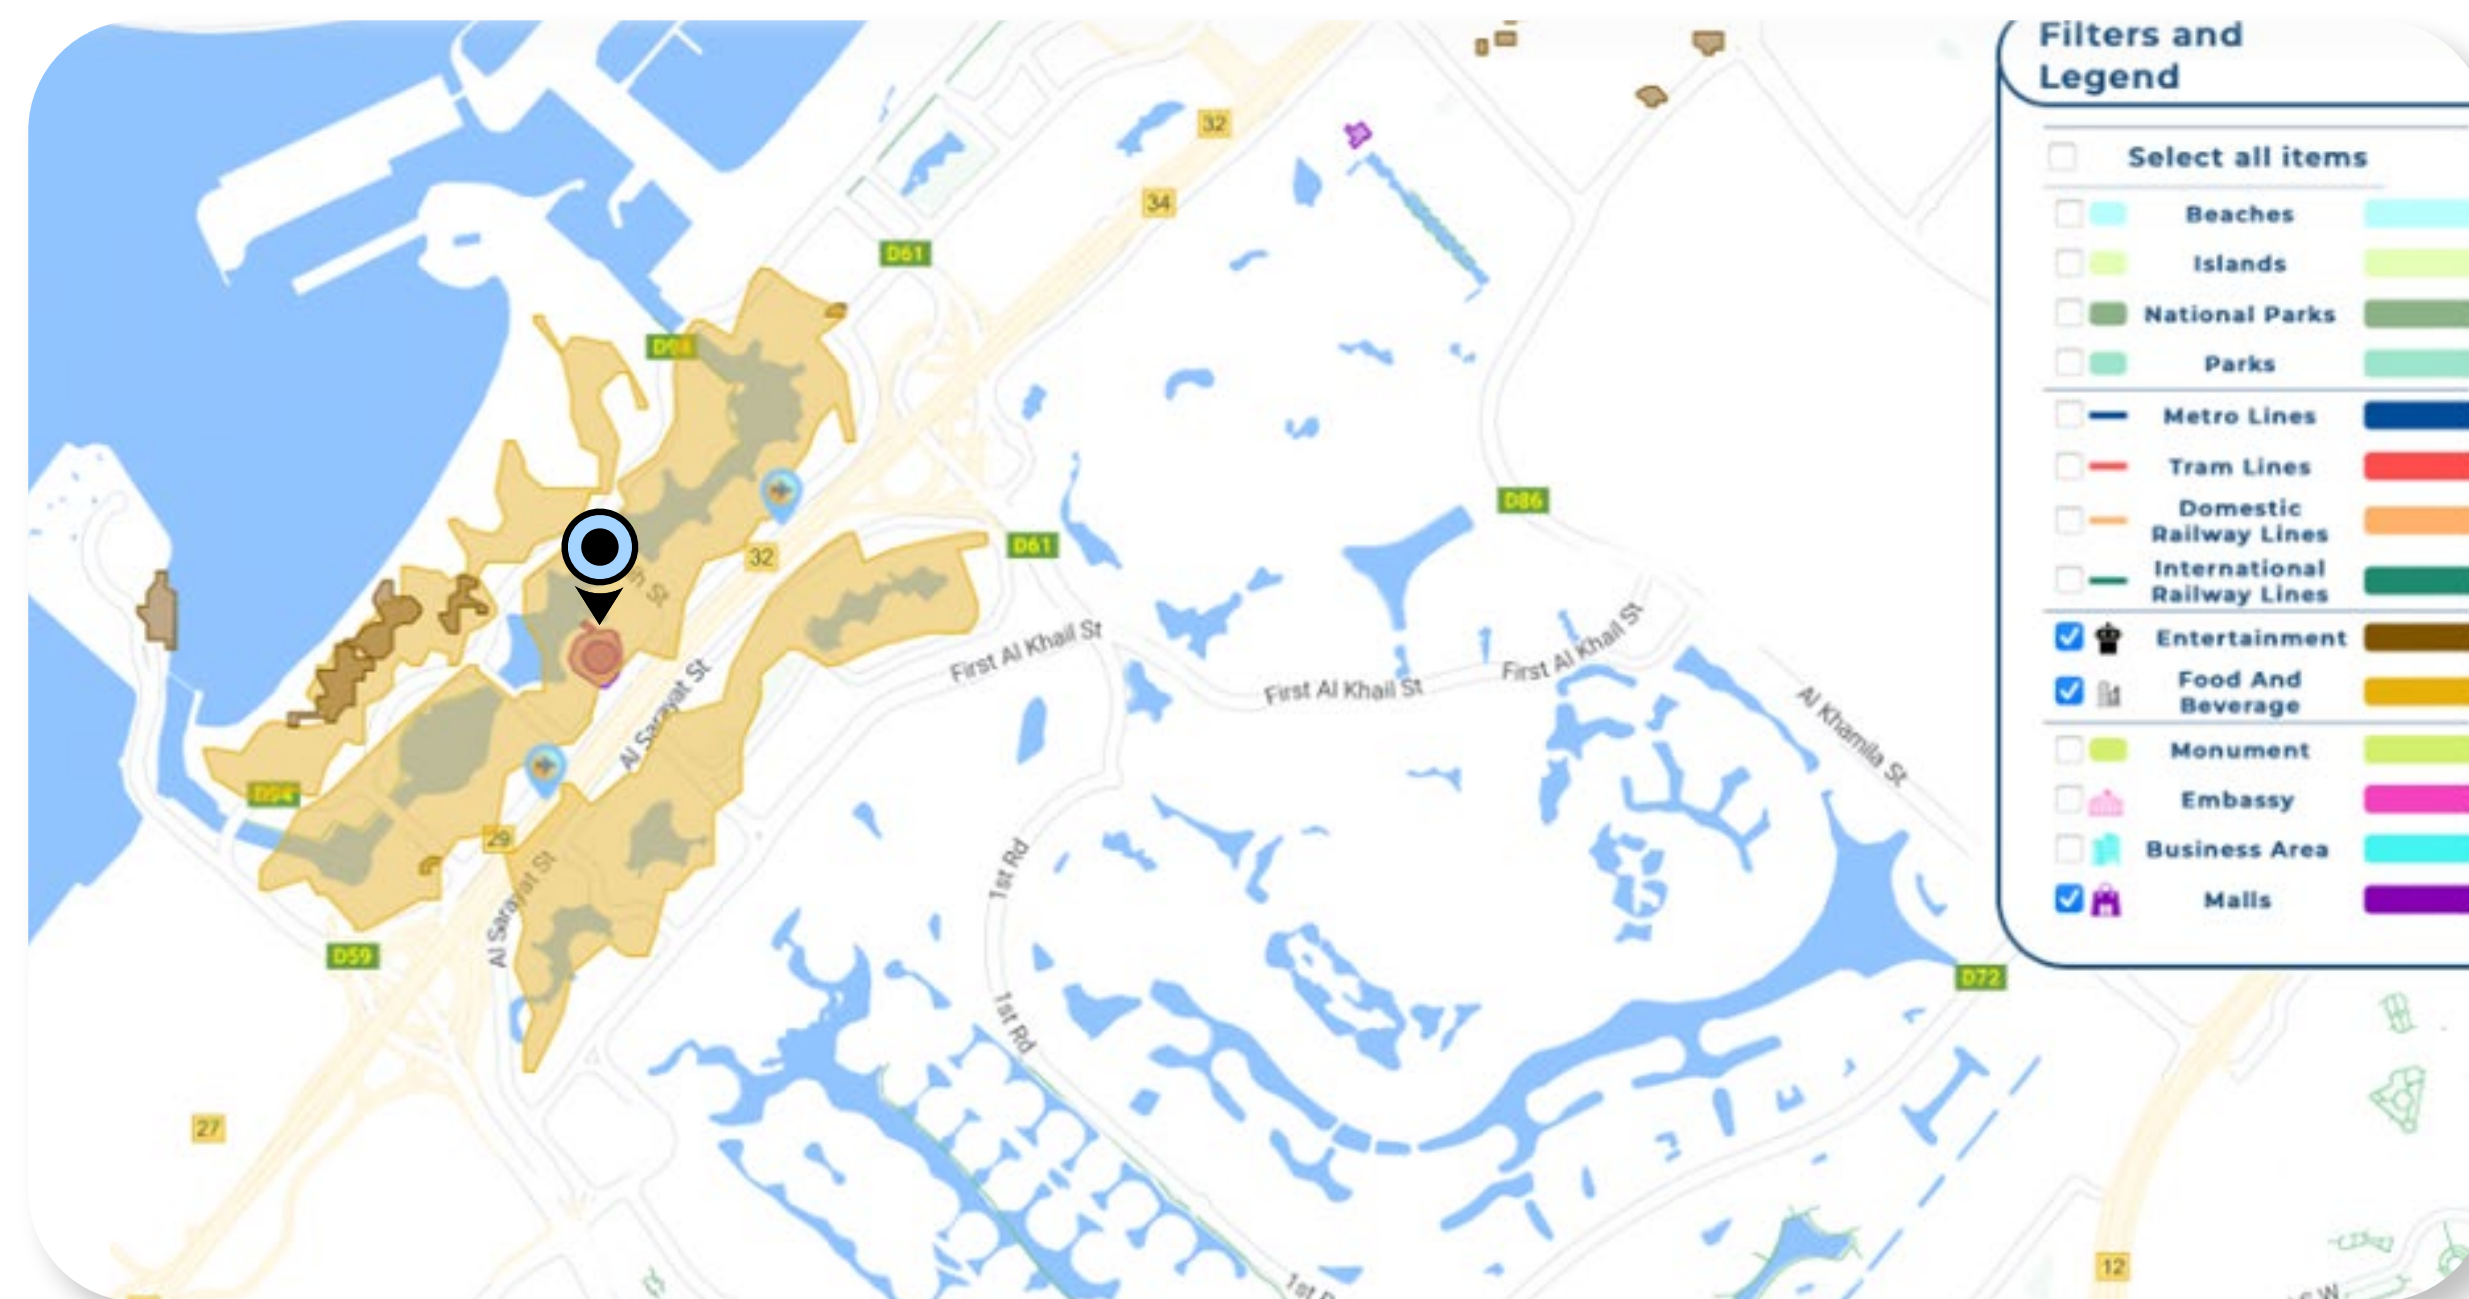 Filters and
Legend
Select all items
Beaches
Islands
National Parks
Parks
Metro Lines
Tram Lines
Domestic
Railway Lines
International
Railway Lines
Entertainment
Food And
Beverage
Monument
Embassy
Business Area
Malls
32
34
D61
D94
D86
32
D61
First Al Khail St
First Al Khail St
First Al Khail St
Al Sarayat St
Al Khamila St
D94
29
1st Rd
Al Sarayat St
D59
D72
1st Rd
27
12
1st R